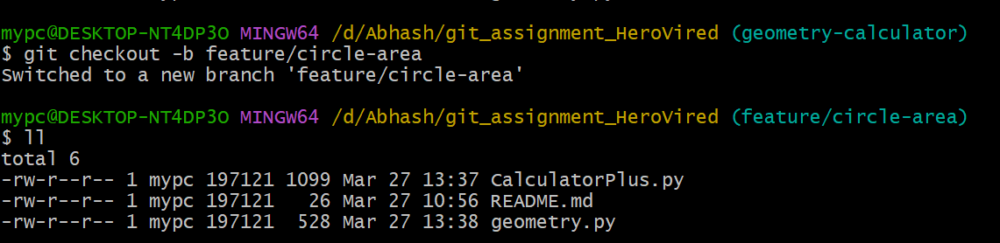 mypc@DESKTOP-NT4DP3O MINGW64 /d/Abhash/git_assignment_HeroVired (geometry-calculator)
$ git checkout -b feature/circle-area
Switched to a new branch 'feature/circle-area'
mypc@DESKTOP-NT4DP3O MINGW64 /d/Abhash/git_assignment_HeroVired (feature/circle-area)
$ ll
total 6
-rw-r--r-- 1 mypc 197121 1099 Mar 27 13:37 CalculatorPlus.py
-rw-r--r-- 1 mypc 197121   26 Mar 27 10:56 README.md
-rw-r--r-- 1 mypc 197121  528 Mar 27 13:38 geometry.py